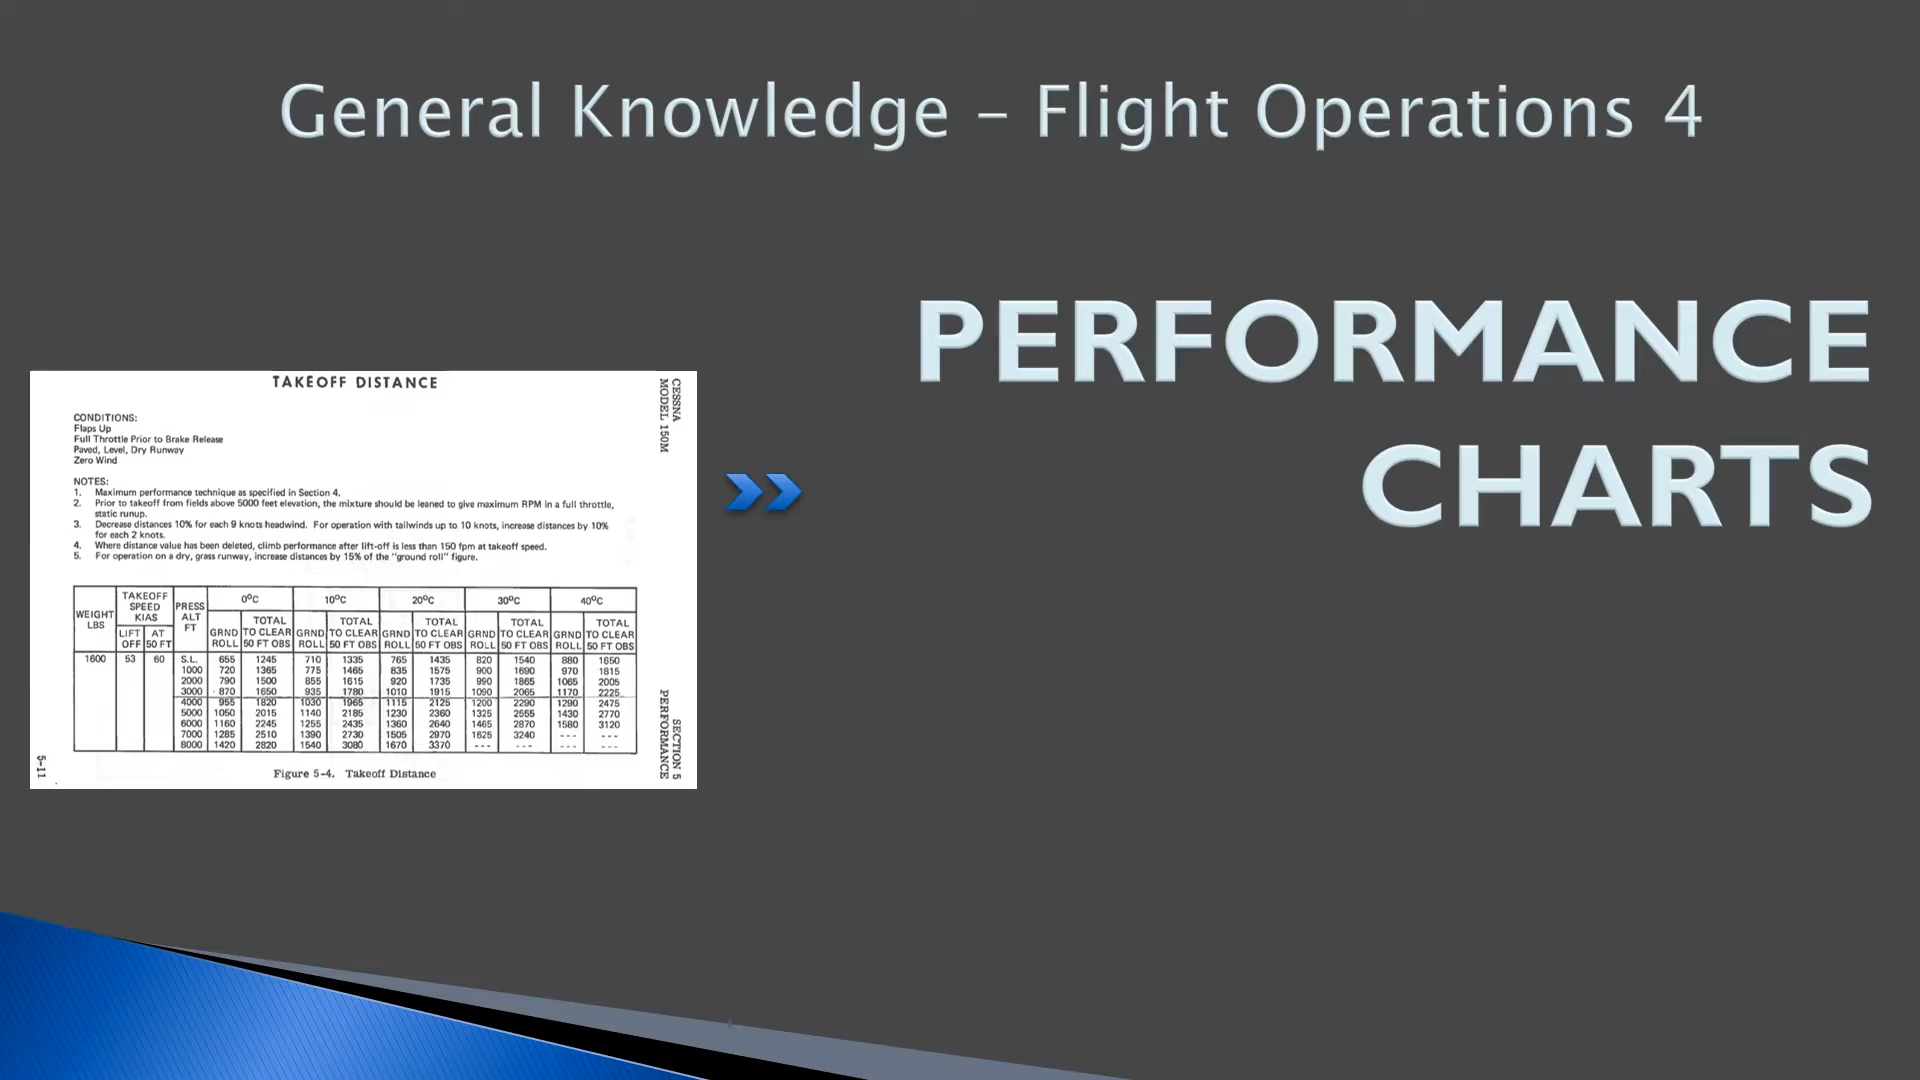 General Knowledge – Flight Operations 4
PERFORMANCE
CHARTS
TAKEOFF DISTANCE
CESSNA
MODEL 150M
CONDITIONS:
Flaps Up
Full Throttle Prior to Brake Release
Paved, Level, Dry Runway
Zero Wind
NOTES:
1. Maximum performance technique as specified in Section 4.
2. Prior to takeoff from fields above 5000 feet elevation, the mixture should be leaned to give maximum RPM in a full throttle,
static runup.
3. Decrease distances 10% for each 9 knots headwind. For operation with tailwinds up to 10 knots, increase distances by 10%
for each 2 knots.
4. Where distance value has been deleted, climb performance after lift-off is less than 150 fpm at takeoff speed.
5. For operation on a dry, grass runway, increase distances by 15% of the "ground roll" figure.
WEIGHT
LBS
TAKEOFF
SPEED
KIAS
LIFT
OFF
AT
50 FT
PRESS
ALT
FT
0°C 10°C 20°C 30°C 40°C
GRND
ROLL
TOTAL
TO CLEAR
50 FT OBS
GRND
ROLL
TOTAL
TO CLEAR
50 FT OBS
GRND
ROLL
TOTAL
TO CLEAR
50 FT OBS
GRND
ROLL
TOTAL
TO CLEAR
50 FT OBS
GRND
ROLL
TOTAL
TO CLEAR
50 FT OBS
1600 53 60 S.L. 655 1245 710 1335 765 1435 820 1540 880 1650
1000 720 1365 775 1465 835 1575 900 1690 970 1815
2000 790 1500 855 1615 920 1735 990 1865 1065 2005
3000 870 1650 935 1780 1010 1915 1090 2065 1170 2225
4000 955 1820 1030 1965 1115 2125 1200 2290 1290 2475
5000 1050 2015 1140 2185 1230 2360 1325 2555 1430 2770
6000 1160 2245 1255 2435 1360 2640 1465 2870 1580 3120
7000 1285 2510 1390 2730 1505 2970 1625 3240 --- ---
8000 1420 2820 1540 3080 1670 3370 --- --- --- ---
Figure 5-4. Takeoff Distance
SECTION 5
PERFORMANCE
5-11